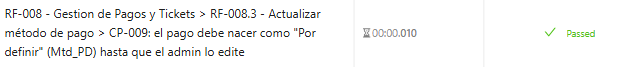 RF-008 - Gestion de Pagos y Tickets > RF-008.3 - Actualizar
método de pago > CP-009: el pago debe nacer como "Por
definir" (Mtd_PD) hasta que el admin lo edite
00:00.010
Passed